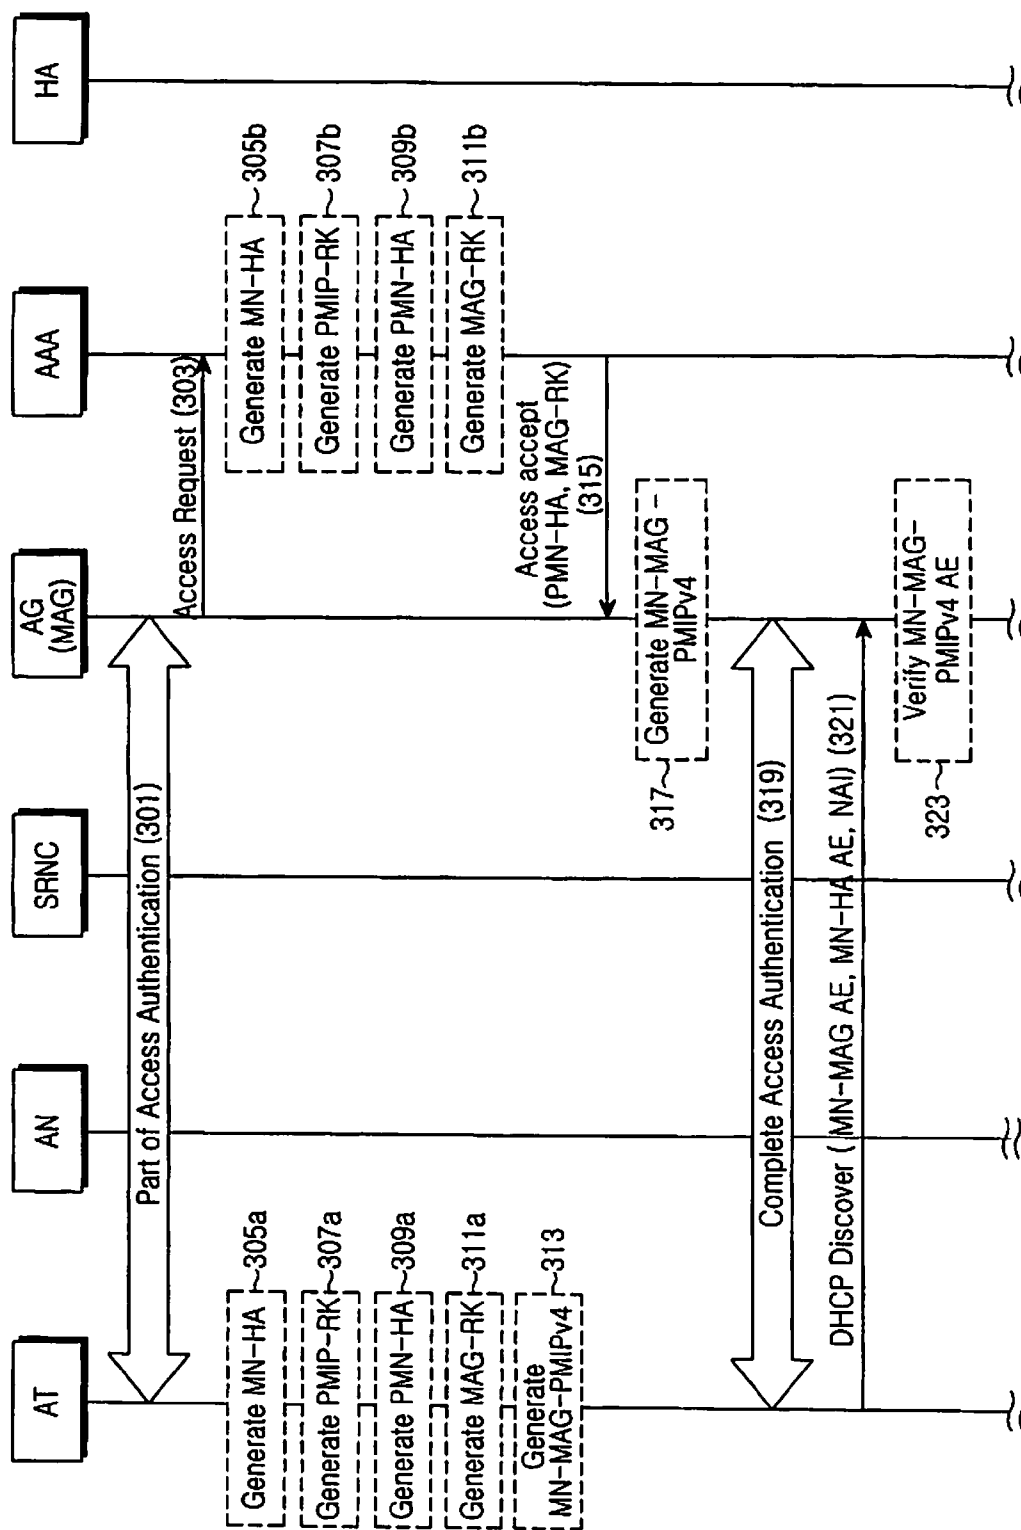 AT
AN
SRNC
AG
(MAG)
AAA
HA
Part of Access Authentication (301)
Access Request (303)
Generate MN-HA
305a
Generate MN-HA
305b
Generate PMIP-RK
307a
Generate PMIP-RK
307b
Generate PMN-HA
309a
Generate PMN-HA
309b
Generate MAG-RK
311a
Generate MAG-RK
311b
Generate
MN-MAG-PMIPv4
313
Access accept
(PMN-HA, MAG-RK)
(315)
317
Generate MN-MAG-
PMIPv4
Complete Access Authentication (319)
DHCP Discover ( MN-MAG AE, MN-HA AE, NAI) (321)
323
Verify MN-MAG-
PMIPv4 AE